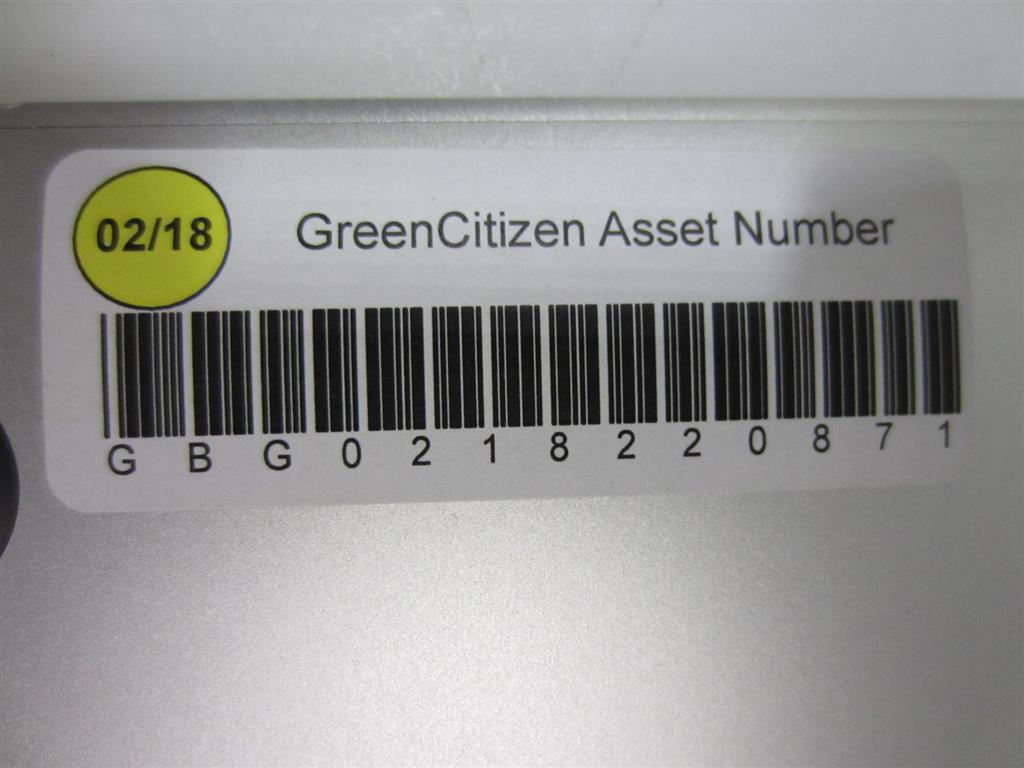 02/18
GreenCitizen Asset Number
G B G 0 2 1 8 2 2 0 8 7 1